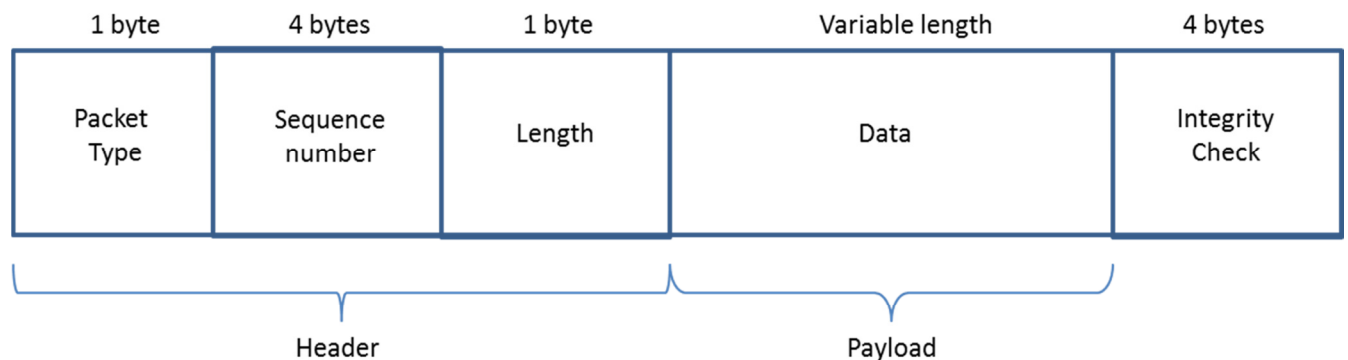 1 byte
4 bytes
1 byte
Variable length
4 bytes
Packet
Type
Sequence
number
Length
Data
Integrity
Check
Header
Payload